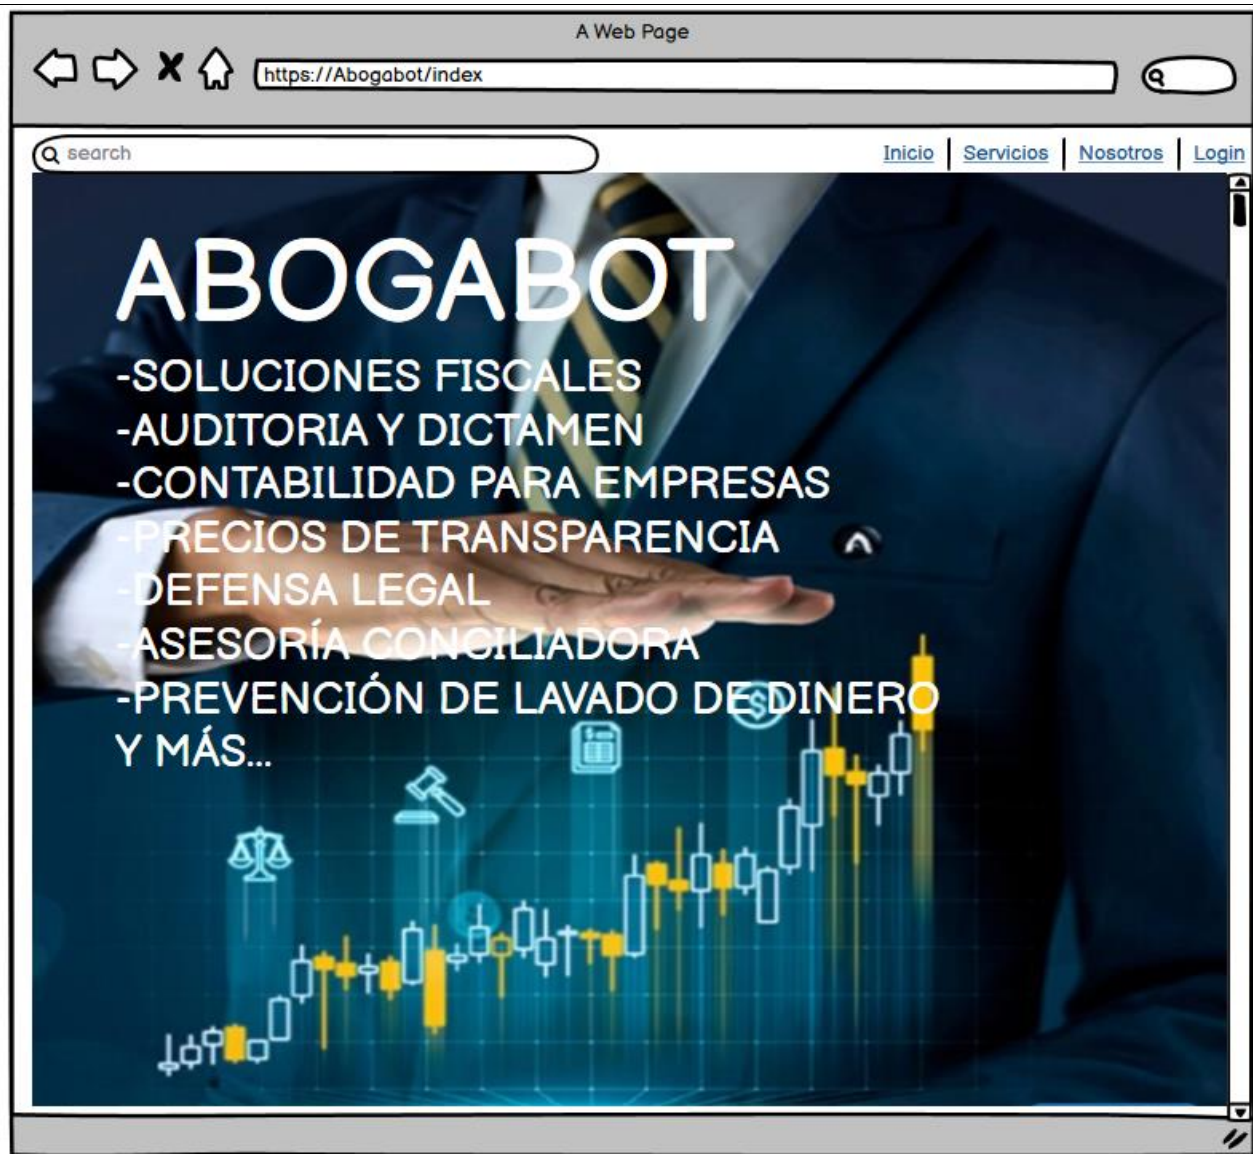 A Web Page
https://Abogabot/index
search
Inicio Servicios Nosotros Login
ABOGABOT
-SOLUCIONES FISCALES
-AUDITORIA Y DICTAMEN
-CONTABILIDAD PARA EMPRESAS
-PRECIOS DE TRANSPARENCIA
-DEFENSA LEGAL
-ASESORÍA CONCILIADORA
-PREVENCIÓN DE LAVADO DE DINERO
Y MÁS...